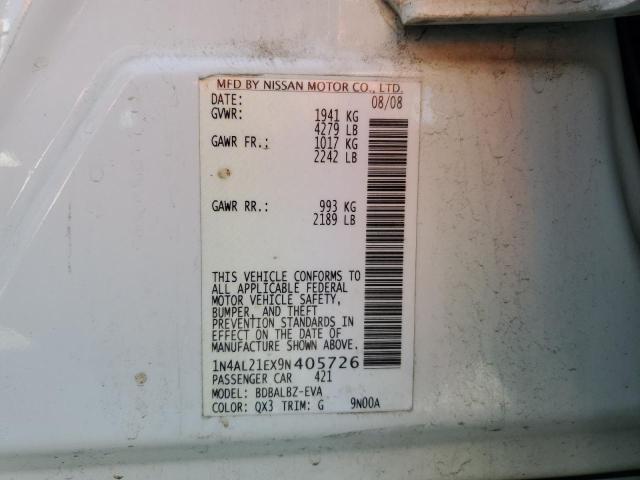 MFD BY NISSAN MOTOR CO., LTD.
DATE: 08/08
GVWR: 1941 KG
4279 LB
GAWR FR.: 1017 KG
2242 LB
GAWR RR.: 993 KG
2189 LB
THIS VEHICLE CONFORMS TO
ALL APPLICABLE FEDERAL
MOTOR VEHICLE SAFETY,
BUMPER, AND THEFT
PREVENTION STANDARDS IN
EFFECT ON THE DATE OF
MANUFACTURE SHOWN ABOVE.
1N4AL21EX9N405726
PASSENGER CAR 421
MODEL: BDBALBZ-EVA
COLOR: QX3 TRIM: G 9N00A